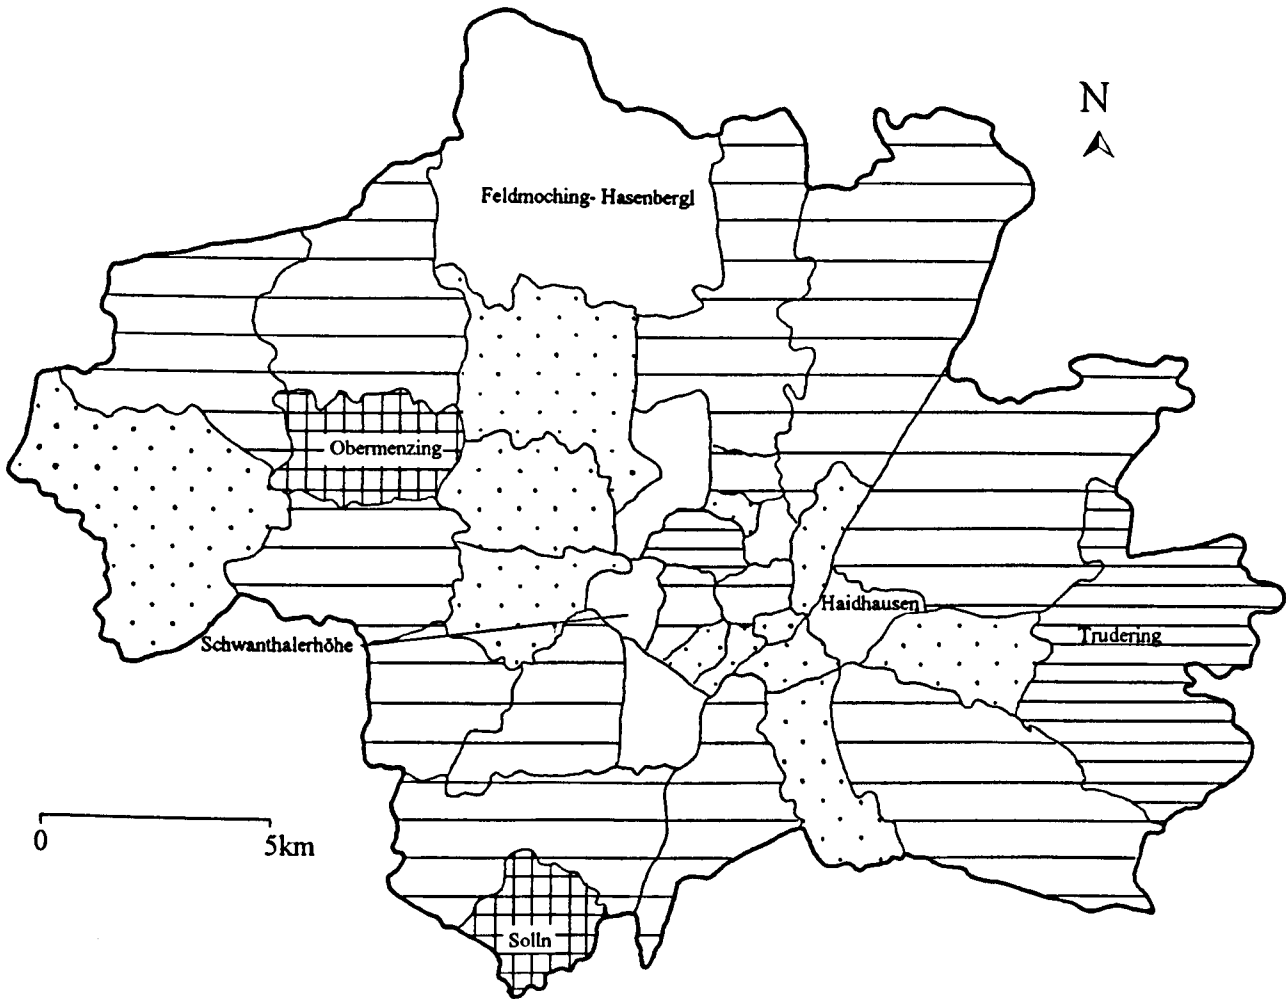 N
Feldmoching- Hasenbergl
Obermenzing
Haidhausen
Trudering
Schwanthalerhöhe
0
5km
Solln